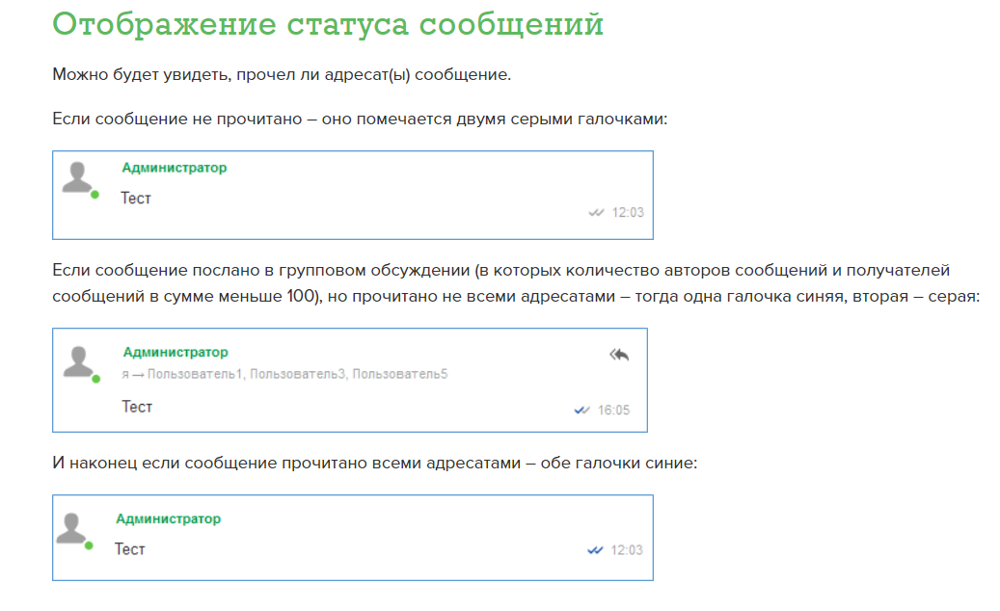 Отображение статуса сообщений
Можно будет увидеть, прочел ли адресат(ы) сообщение.
Если сообщение не прочитано – оно помечается двумя серыми галочками:
Администратор
Тест
12:03
Если сообщение послано в групповом обсуждении (в которых количество авторов сообщений и получателей
сообщений в сумме меньше 100), но прочитано не всеми адресатами – тогда одна галочка синяя, вторая – серая:
Администратор
я → Пользователь1, Пользователь3, Пользователь5
Тест
16:05
И наконец если сообщение прочитано всеми адресатами – обе галочки синие:
Администратор
Тест
12:03